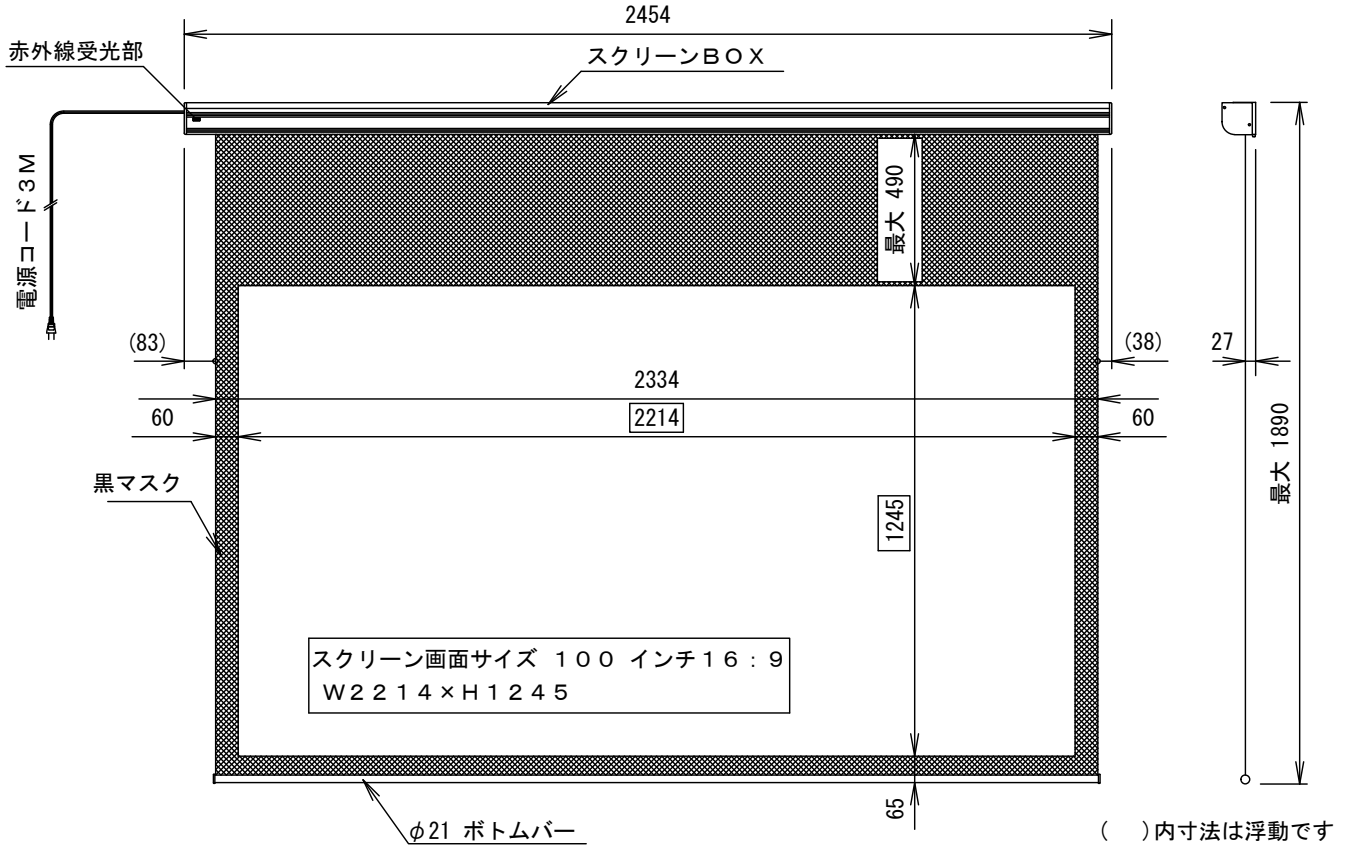 2454
赤外線受光部
スクリーンBOX
電源コード3M
最大 490
(83)
(38)
27
2334
60
2214
60
最大 1890
黒マスク
1245
スクリーン画面サイズ 100 インチ16:9
W2214×H1245
65
φ21 ボトムバー
(  )内寸法は浮動です